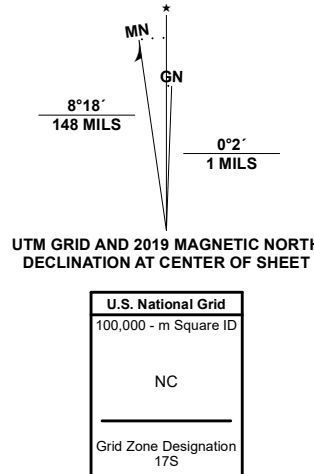 ★
MN
GN
8°18´
148 MILS
0°2´
1 MILS
UTM GRID AND 2019 MAGNETIC NORTH
DECLINATION AT CENTER OF SHEET
U.S. National Grid
100,000 - m Square ID
NC
Grid Zone Designation
17S